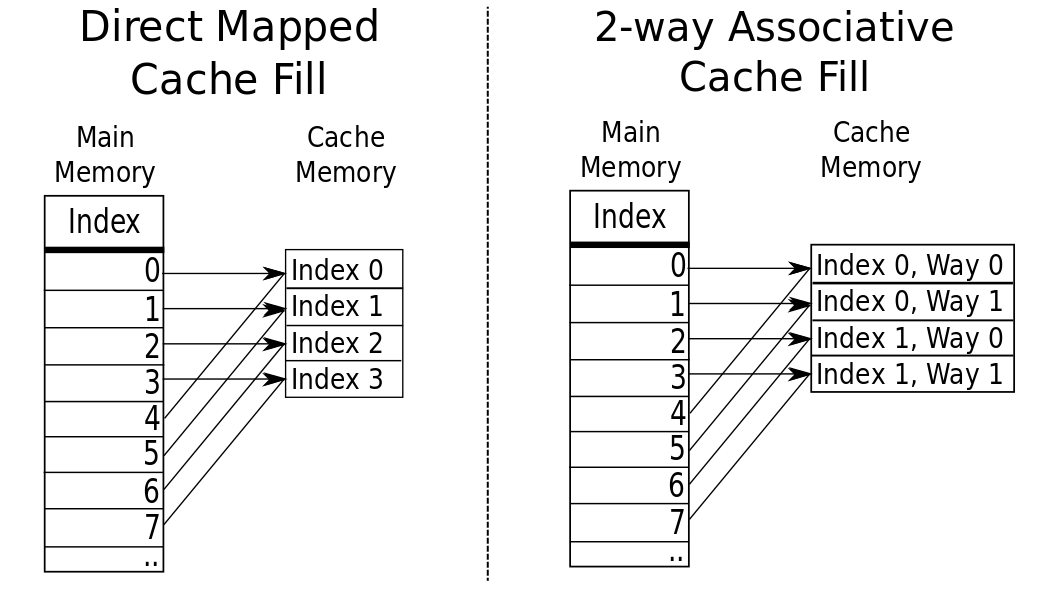 Direct Mapped
Cache Fill
Main
Memory
Cache
Memory
Index
0
1
2
3
4
5
6
7
..
Index 0
Index 1
Index 2
Index 3
2-way Associative
Cache Fill
Main
Memory
Cache
Memory
Index
0
1
2
3
4
5
6
7
..
Index 0, Way 0
Index 0, Way 1
Index 1, Way 0
Index 1, Way 1